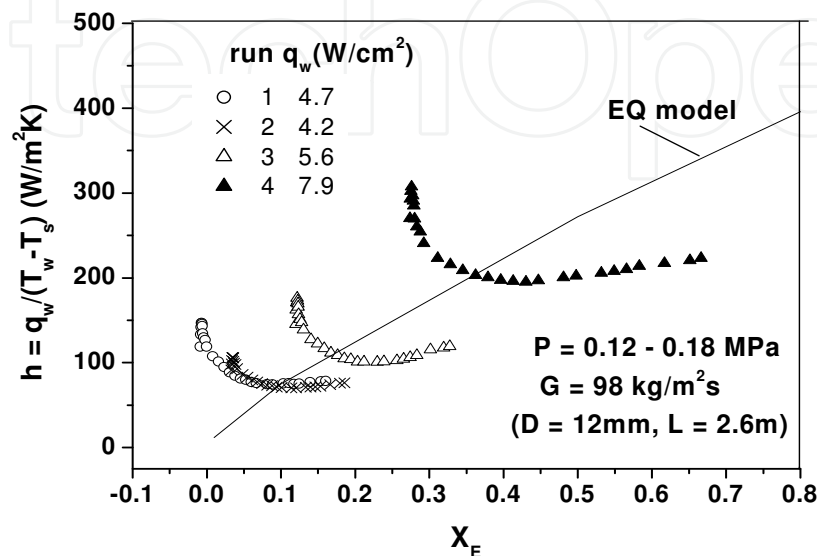 techOpe
run q_w(W/cm²)
1 4.7
2 4.2
3 5.6
4 7.9
EQ model
P = 0.12 - 0.18 MPa
G = 98 kg/m²s
(D = 12mm, L = 2.6m)
h = q_w/(T_w-T_s) (W/m²K)
500
400
300
200
100
0
-0.1 0.0 0.1 0.2 0.3 0.4 0.5 0.6 0.7 0.8
X_E